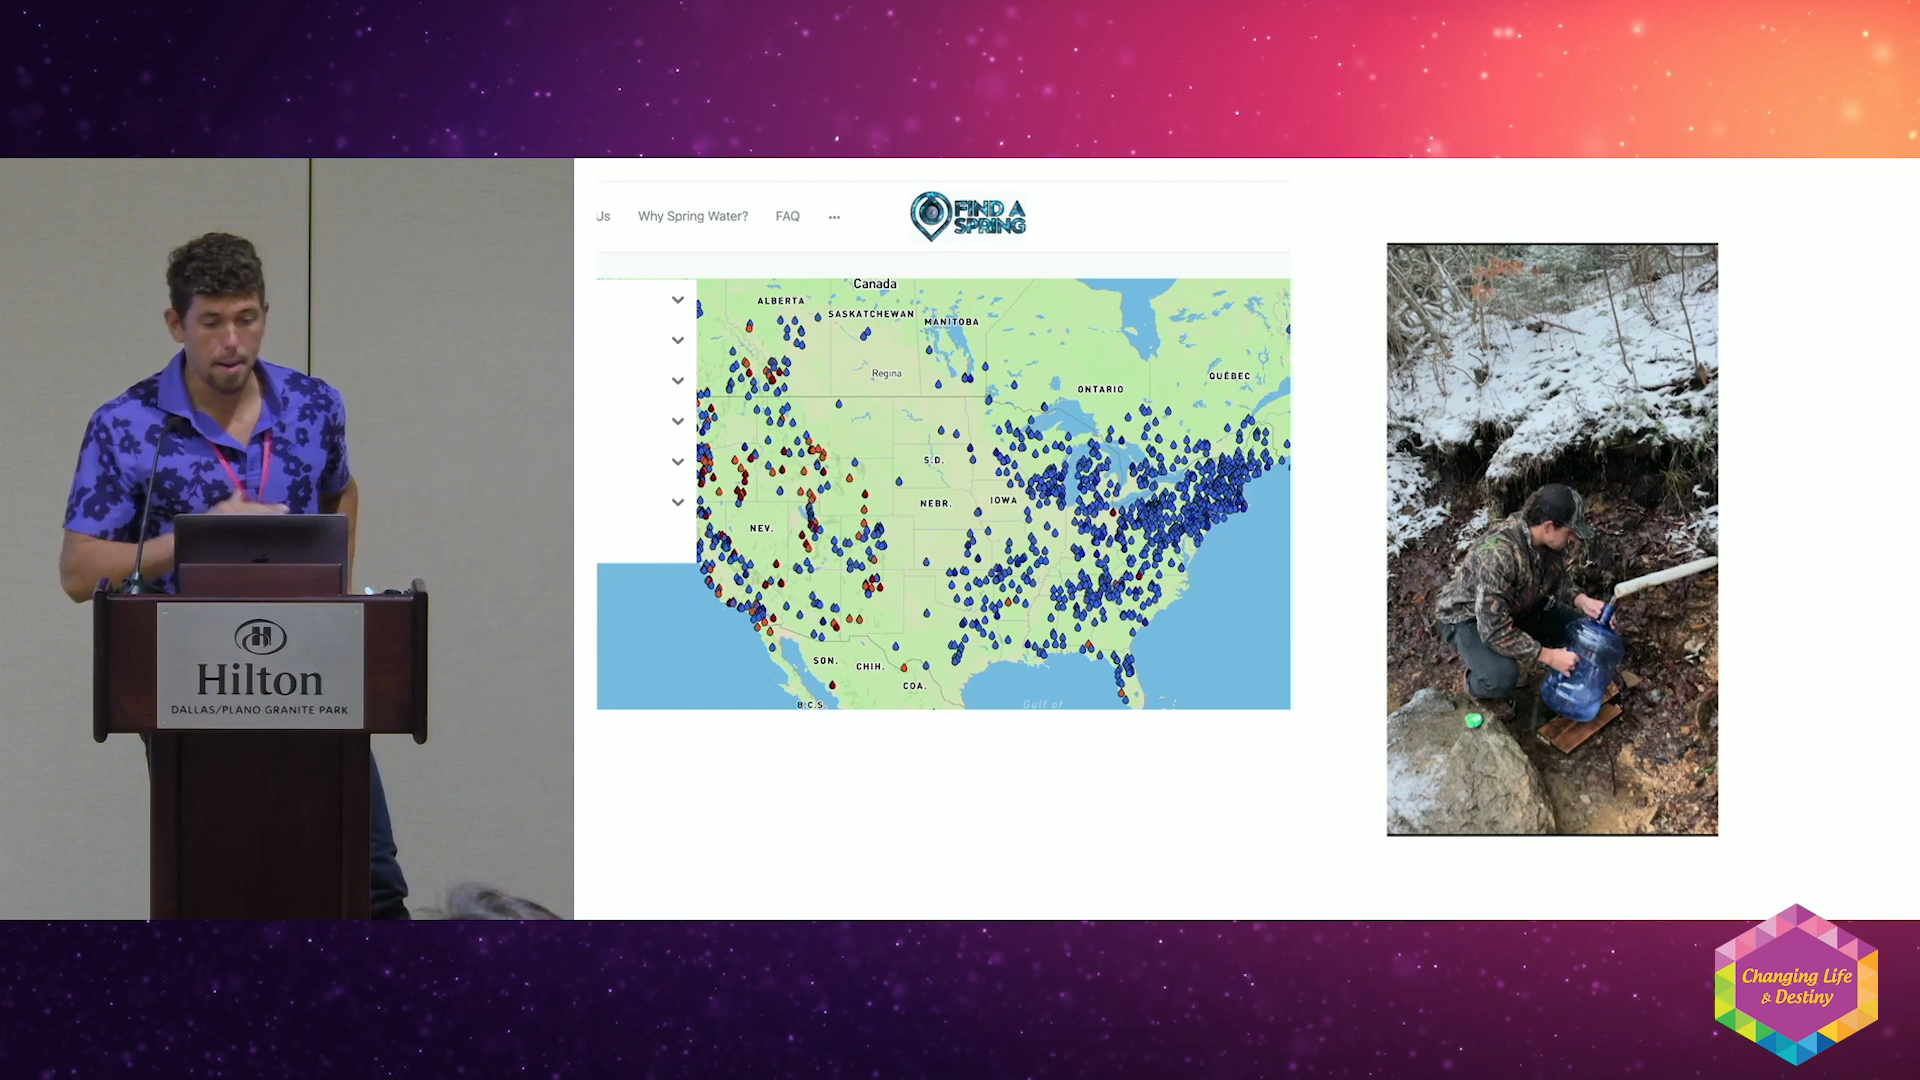 Us Why Spring Water? FAQ ...
FIND A
SPRING
Canada
ALBERTA
SASKATCHEWAN
MANITOBA
Regina
ONTARIO
QUÉBEC
S.D.
NEBR.
IOWA
NEV.
SON.
CHIH.
COA.
B.C.S.
Gulf of
Hilton
DALLAS/PLANO GRANITE PARK
Changing Life
& Destiny